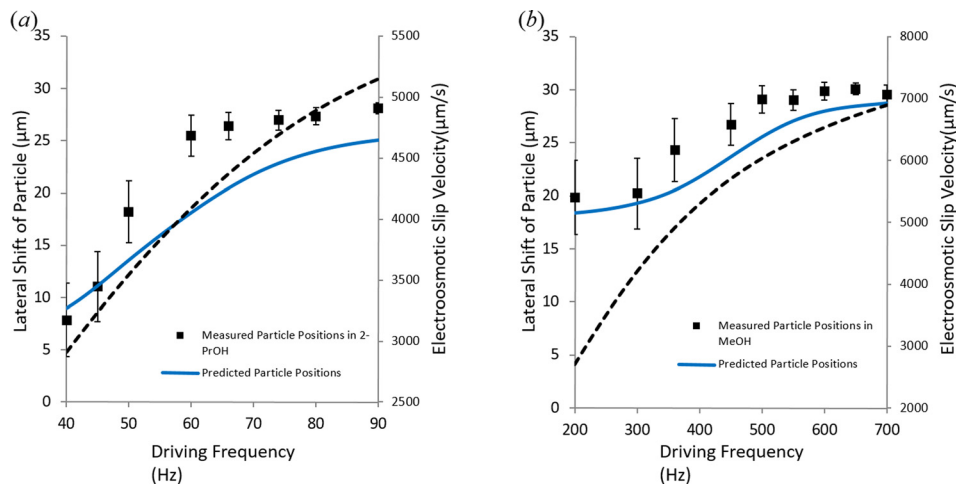 (a)
35
30
25
20
15
10
5
0
Lateral Shift of Particle (μm)
5500
5000
4500
4000
3500
3000
2500
Electroosmotic Slip Velocity(μm/s)
Measured Particle Positions in 2-
PrOH
Predicted Particle Positions
40 50 60 70 80 90
Driving Frequency
(Hz)
(b)
35
30
25
20
15
10
5
0
Lateral Shift of Particle (μm)
8000
7000
6000
5000
4000
3000
2000
Electroosmotic Slip Velocity(μm/s)
Measured Particle Positions in
MeOH
Predicted Particle Positions
200 300 400 500 600 700
Driving Frequency
(Hz)